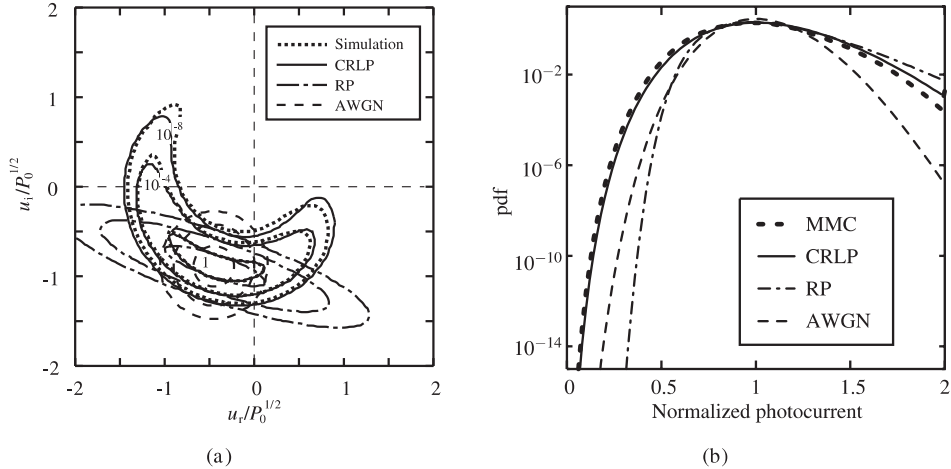 2
1
0
-1
-2
-2
-1
0
1
2
u_i/P_0^{1/2}
u_r/P_0^{1/2}
Simulation
CRLP
RP
AWGN
10^{-8}
10^{-4}
1
(a)
10^{-2}
10^{-6}
10^{-10}
10^{-14}
0
0.5
1
1.5
2
pdf
Normalized photocurrent
MMC
CRLP
RP
AWGN
(b)